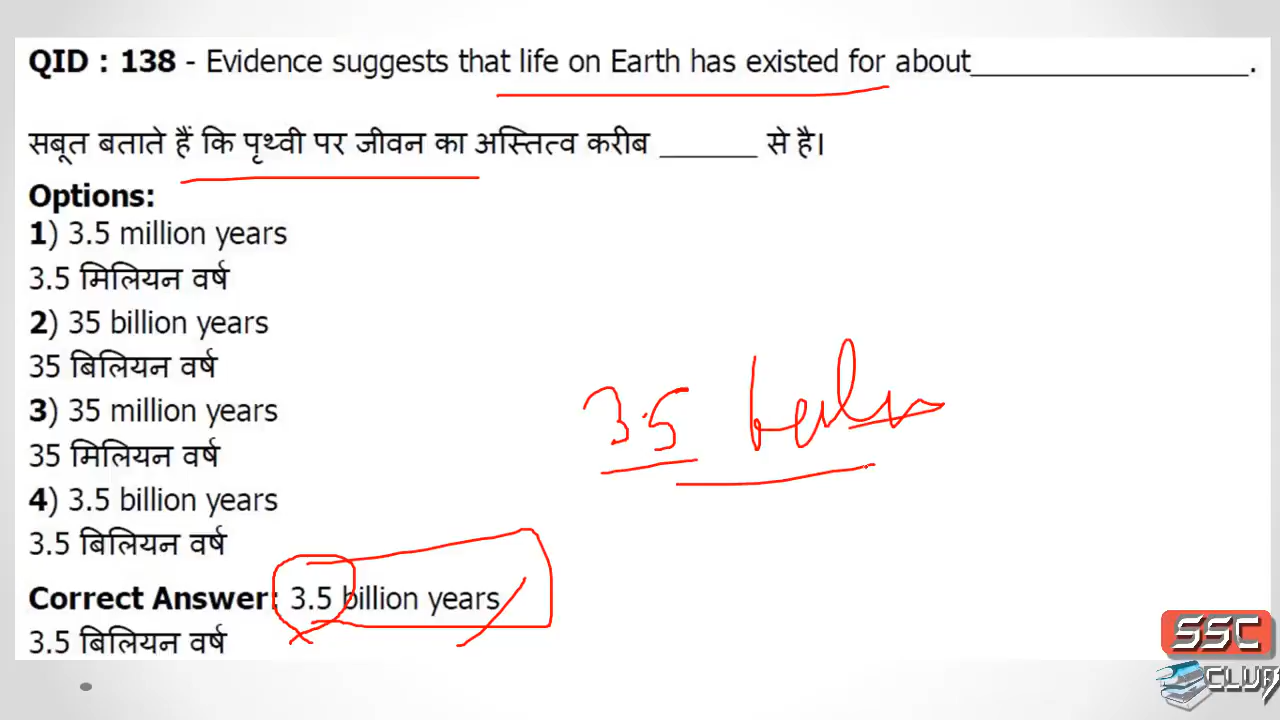 QID : 138 - Evidence suggests that life on Earth has existed for about____________________.
सबूत बताते हैं कि पृथ्वी पर जीवन का अस्तित्व करीब _______ से है।
Options:
1) 3.5 million years
3.5 मिलियन वर्ष
2) 35 billion years
35 बिलियन वर्ष
3) 35 million years
35 मिलियन वर्ष
3.5
4) 3.5 billion years
3.5 बिलियन वर्ष
Correct Answer: 3.5 billion years
3.5 बिलियन वर्ष
SSC
CLUB